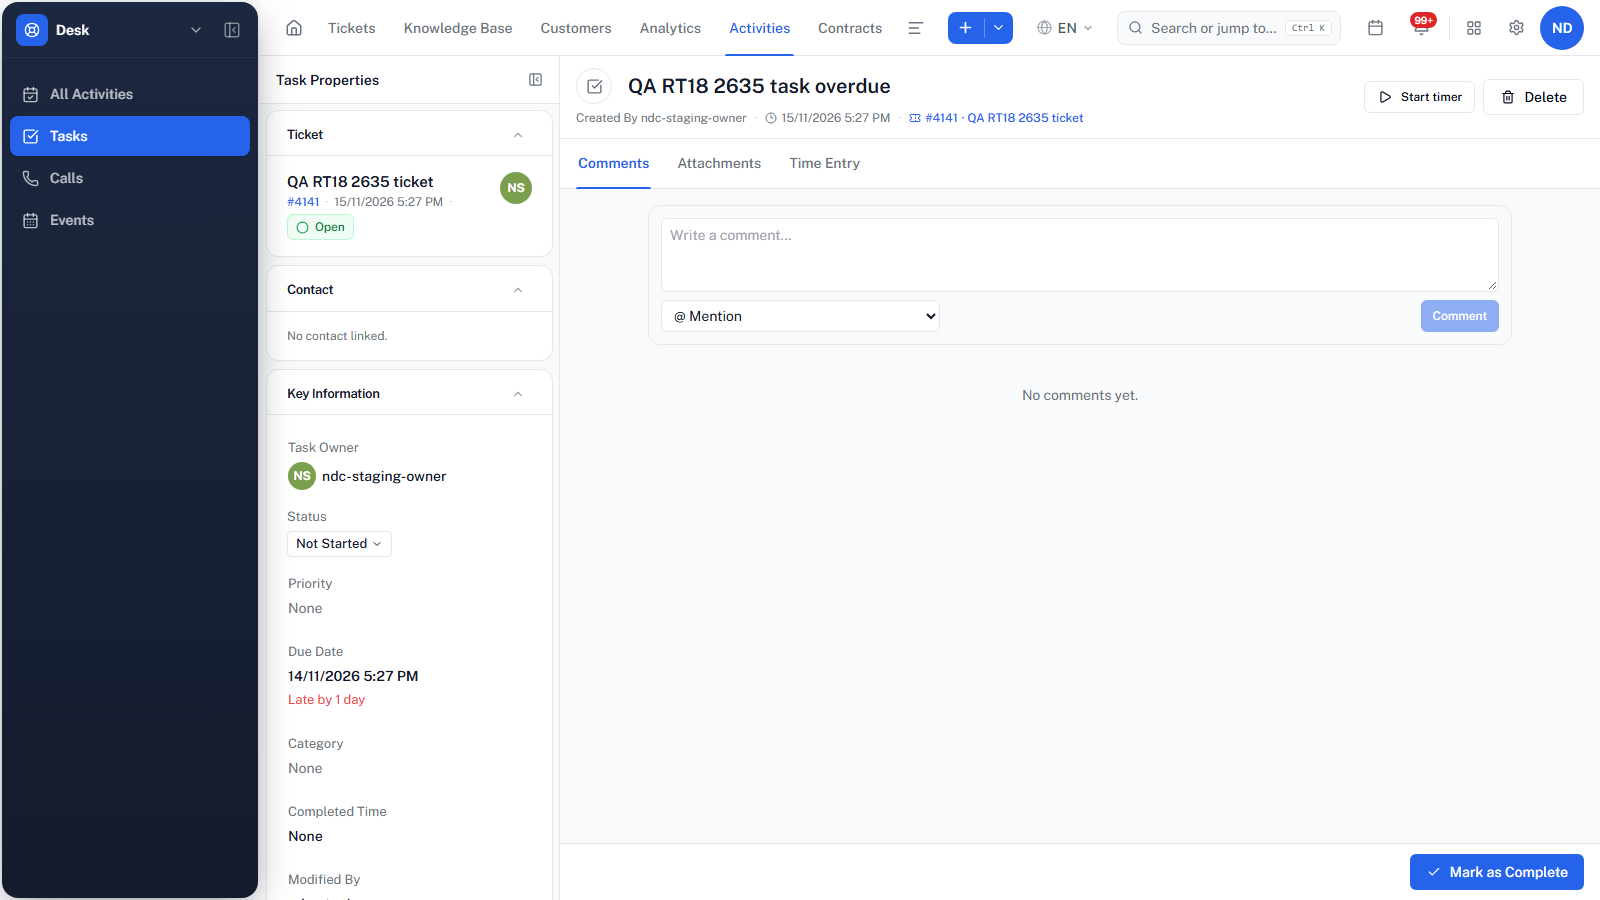 Desk
All Activities
Tasks
Calls
Events
Tickets
Knowledge Base
Customers
Analytics
Activities
Contracts
EN
Search or jump to...
Ctrl K
99+
ND
Task Properties
Ticket
QA RT18 2635 ticket
#4141 · 15/11/2026 5:27 PM ·
NS
Open
Contact
No contact linked.
Key Information
Task Owner
NS ndc-staging-owner
Status
Not Started
Priority
None
Due Date
14/11/2026 5:27 PM
Late by 1 day
Category
None
Completed Time
None
Modified By
QA RT18 2635 task overdue
Created By ndc-staging-owner · 15/11/2026 5:27 PM · #4141 · QA RT18 2635 ticket
Start timer
Delete
Comments
Attachments
Time Entry
Write a comment...
@ Mention
Comment
No comments yet.
Mark as Complete